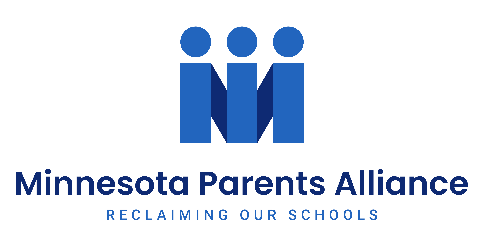 Minnesota Parents Alliance
RECLAIMING OUR SCHOOLS